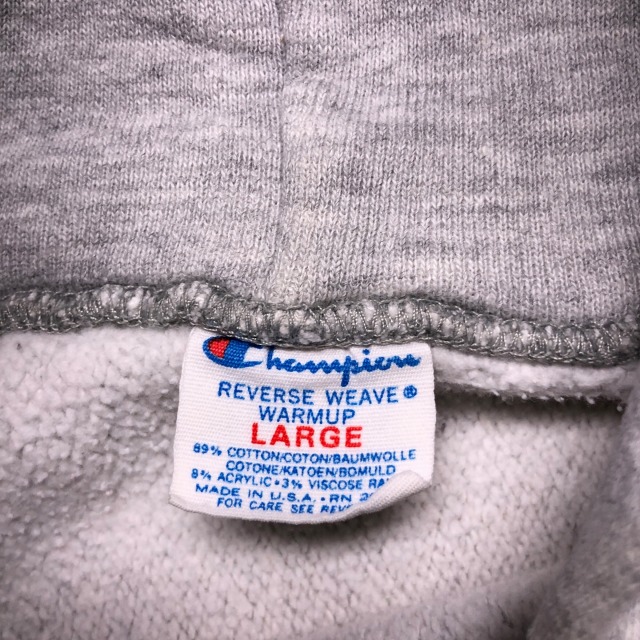 Champion
REVERSE WEAVE®
WARMUP
LARGE
89% COTTON/COTON/BAUMWOLLE
COTONE/KATOEN/BOMULD
8% ACRYLIC • 3% VISCOSE
MADE IN U.S.A. • RN
FOR CARE SEE